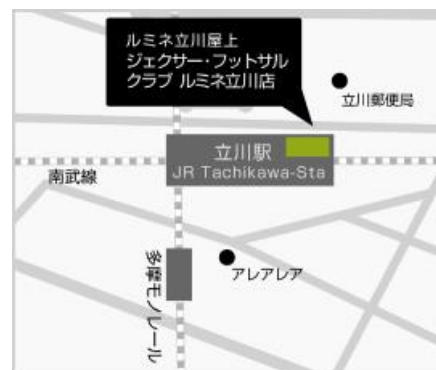 ルミネ立川屋上
ジェクサー・フットサル
クラブ ルミネ立川店
立川郵便局
立川駅
JR Tachikawa-Sta
南武線
多摩モノレール
アレアレア